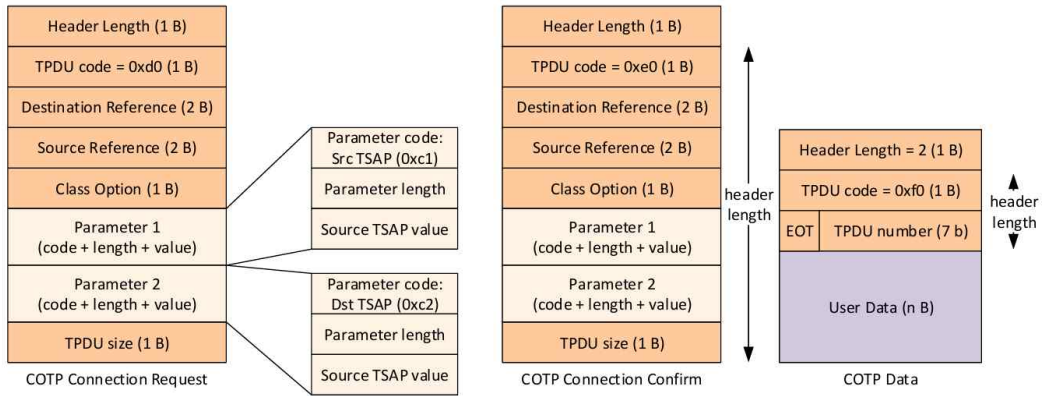 Header Length (1 B)
TPDU code = 0xd0 (1 B)
Destination Reference (2 B)
Source Reference (2 B)
Class Option (1 B)
Parameter 1
(code + length + value)
Parameter 2
(code + length + value)
TPDU size (1 B)
COTP Connection Request
Parameter code:
Src TSAP (0xc1)
Parameter length
Source TSAP value
Parameter code:
Dst TSAP (0xc2)
Parameter length
Source TSAP value
Header Length (1 B)
TPDU code = 0xe0 (1 B)
Destination Reference (2 B)
Source Reference (2 B)
Class Option (1 B)
Parameter 1
(code + length + value)
Parameter 2
(code + length + value)
TPDU size (1 B)
COTP Connection Confirm
header
length
Header Length = 2 (1 B)
TPDU code = 0xf0 (1 B)
EOT TPDU number (7 b)
User Data (n B)
COTP Data
header
length